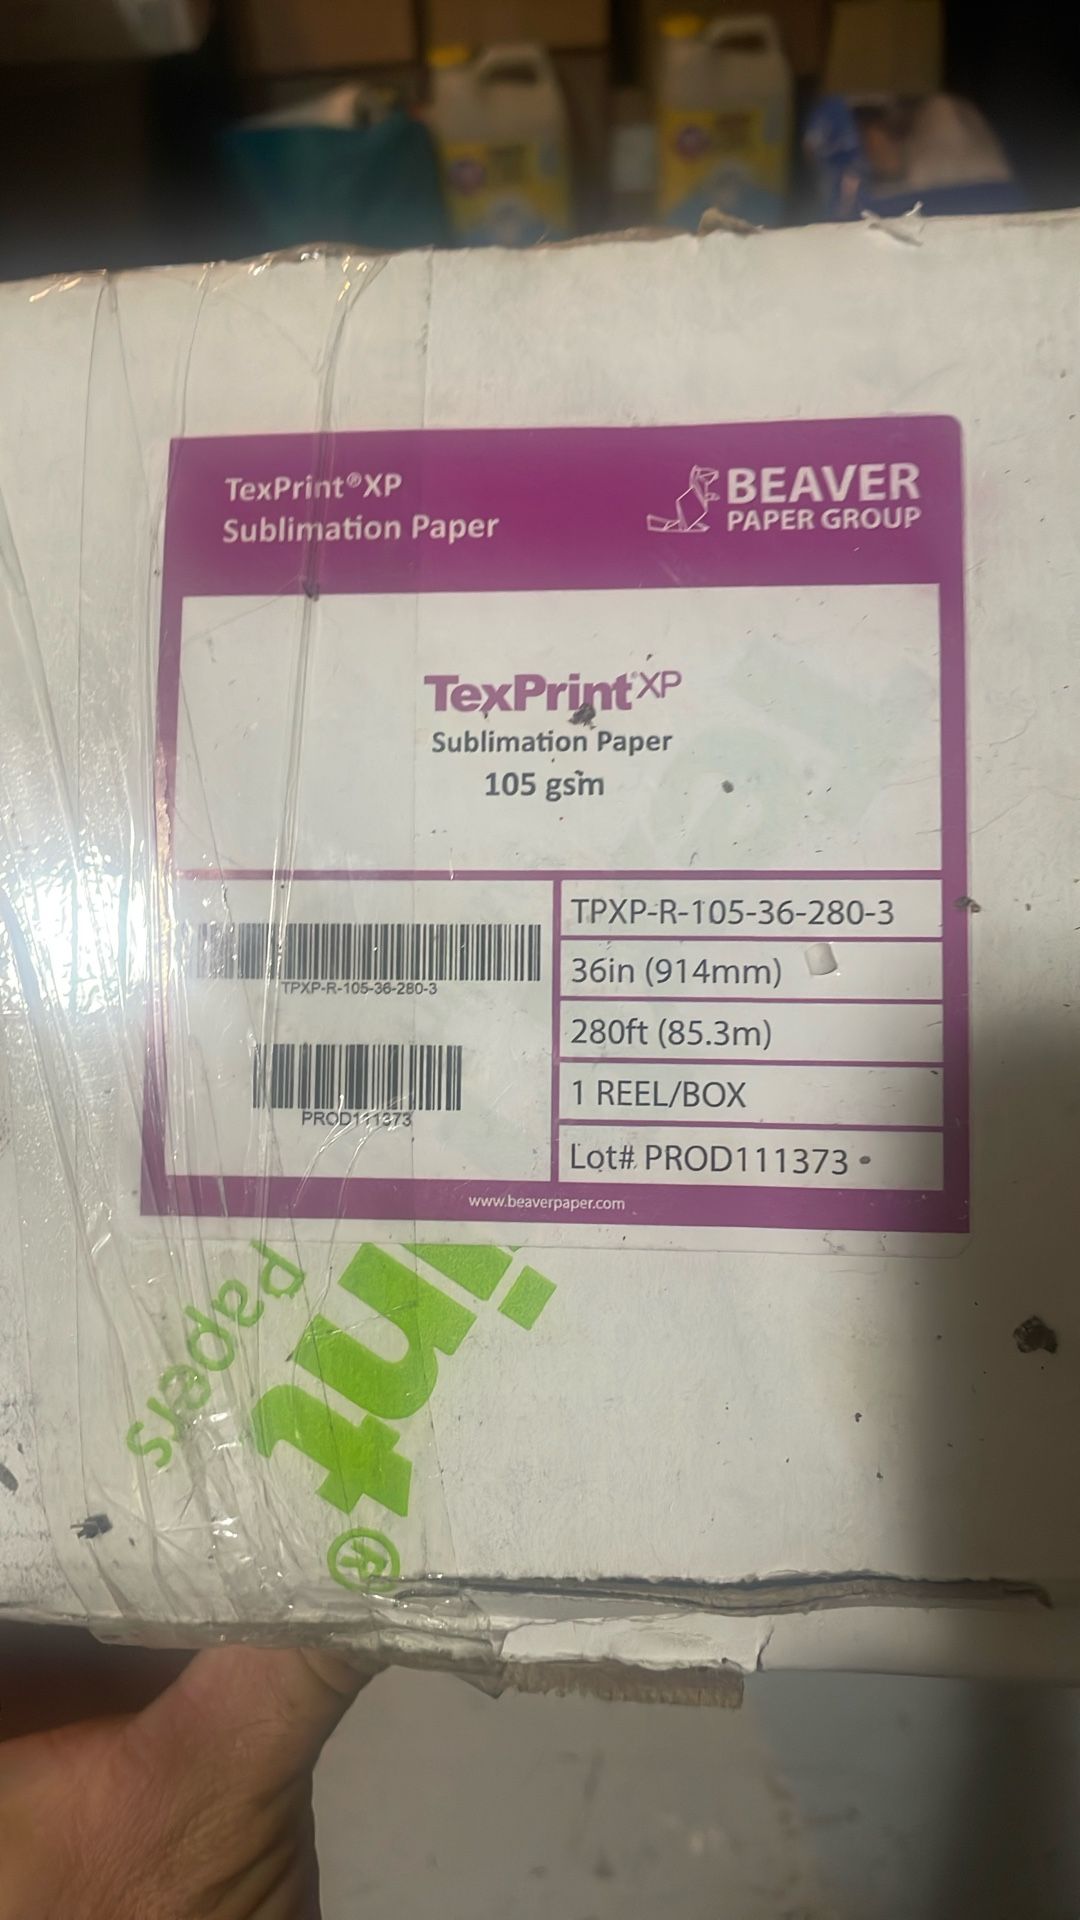 TexPrint®XP
Sublimation Paper
BEAVER
PAPER GROUP
TexPrint®XP
Sublimation Paper
105 gsm
TPXP-R-105-36-280-3
PROD111373
TPXP-R-105-36-280-3
36in (914mm)
280ft (85.3m)
1 REEL/BOX
Lot# PROD111373
www.beaverpaper.com
int®
papers